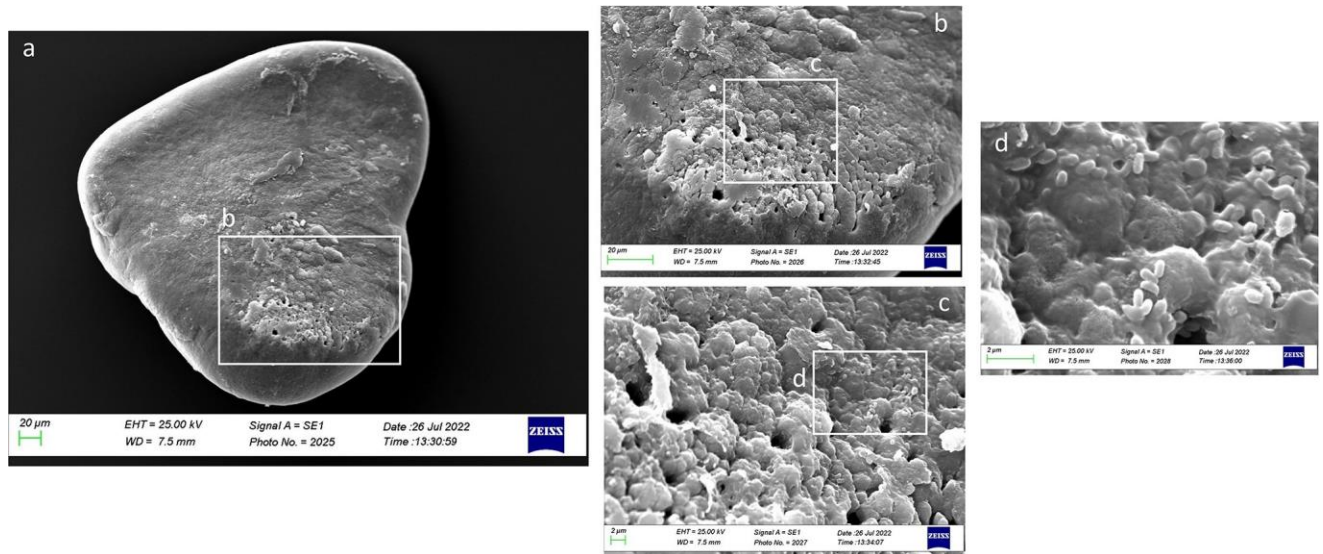 a
b
20 µm
EHT = 25.00 kV
Signal A = SE1
Date :26 Jul 2022
WD = 7.5 mm
Photo No. = 2025
Time :13:30:59
ZEISS
b
c
20 µm
EHT = 25.00 kV
Signal A = SE1
Date :26 Jul 2022
WD = 7.5 mm
Photo No. = 2026
Time :13:32:45
ZEISS
c
d
2 µm
EHT = 25.00 kV
Signal A = SE1
Date :26 Jul 2022
WD = 7.5 mm
Photo No. = 2027
Time :13:34:07
ZEISS
d
2 µm
EHT = 25.00 kV
Signal A = SE1
Date :26 Jul 2022
WD = 7.5 mm
Photo No. = 2028
Time :13:36:00
ZEISS